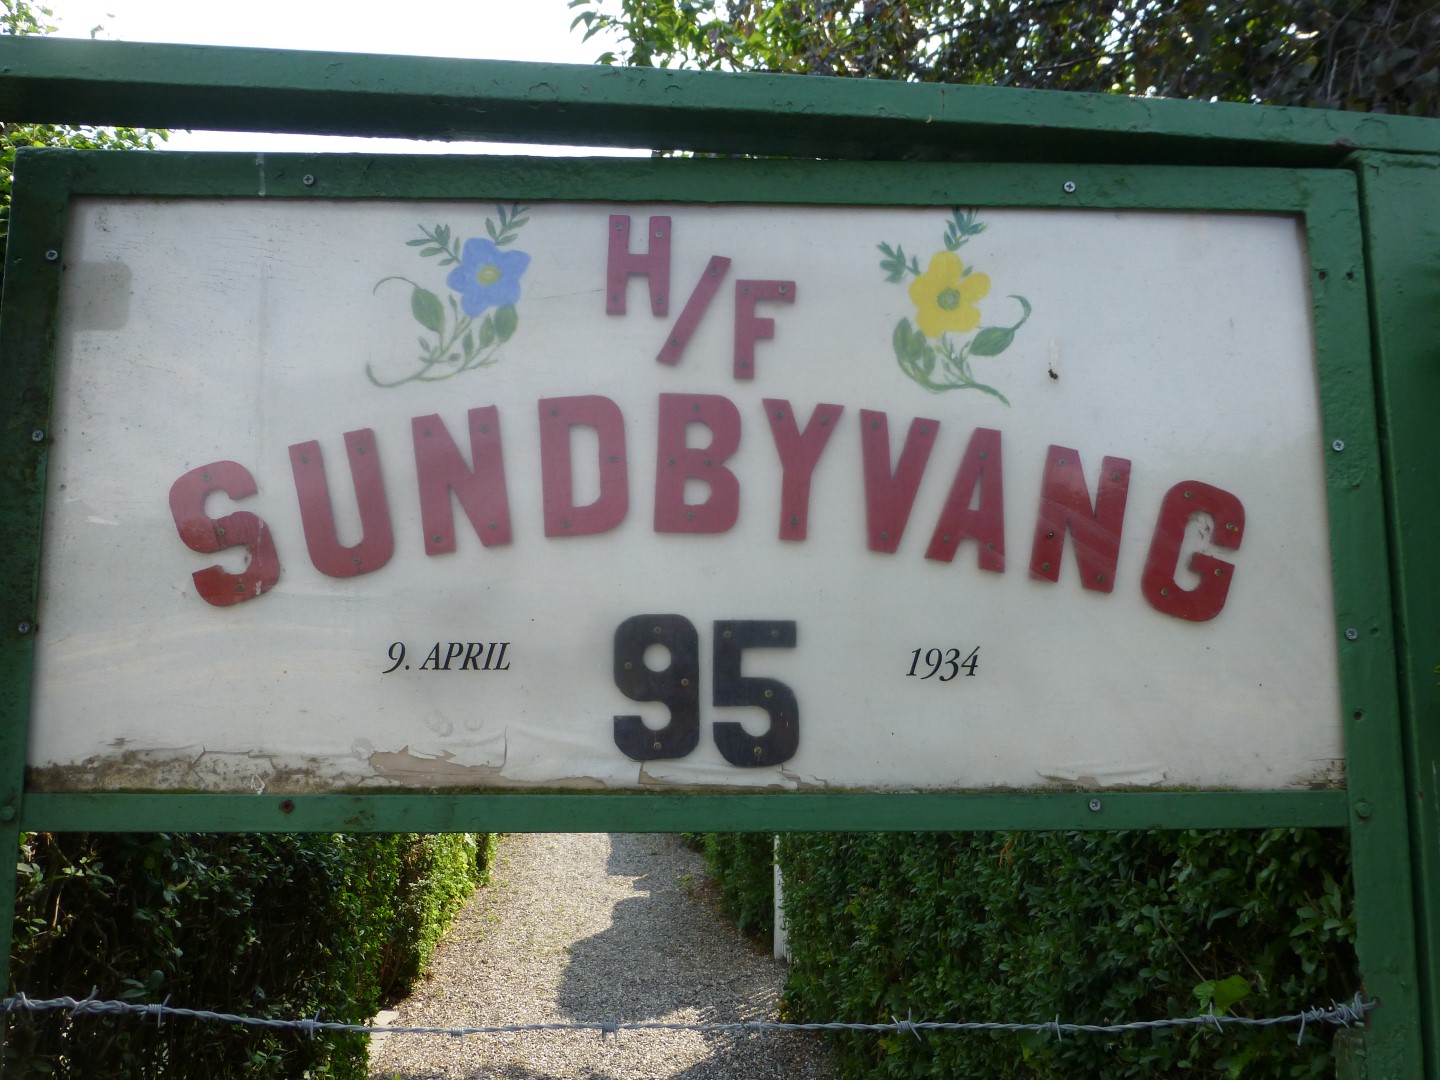 H/F
SUNDBYVANG
9. APRIL 95 1934